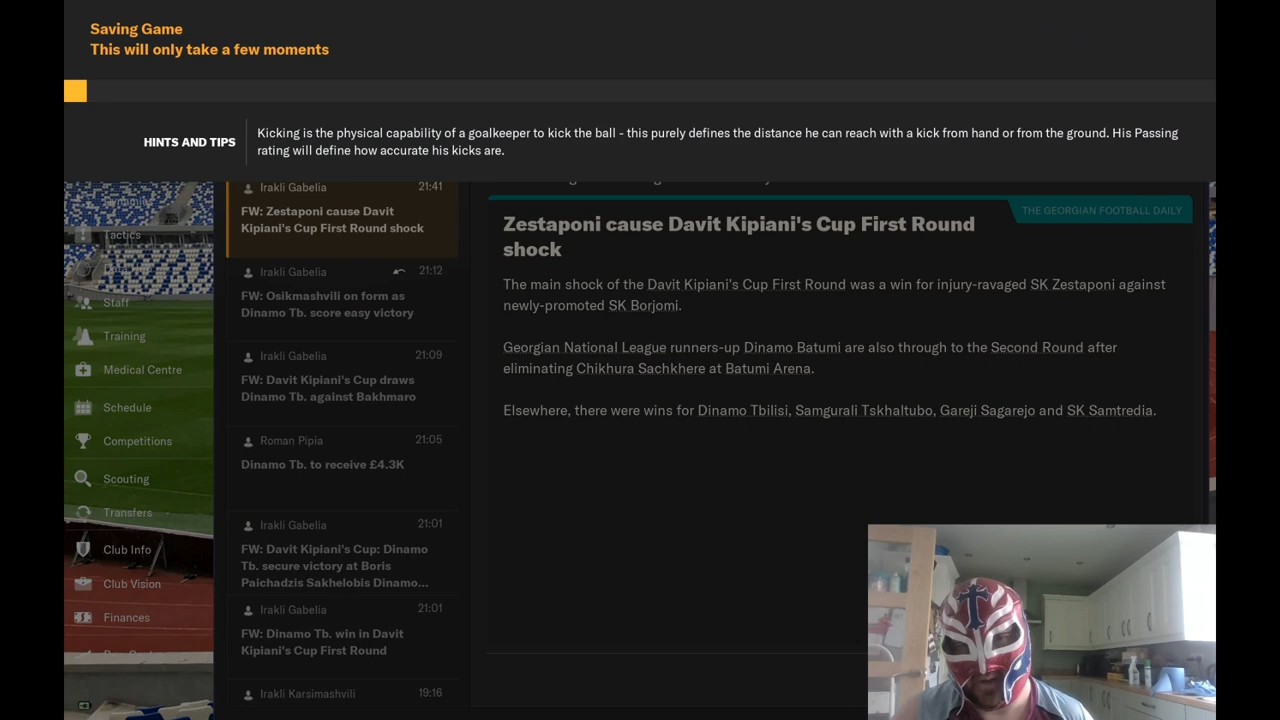 Saving Game
This will only take a few moments
HINTS AND TIPS
Kicking is the physical capability of a goalkeeper to kick the ball - this purely defines the distance he can reach with a kick from hand or from the ground. His Passing
rating will define how accurate his kicks are.
Dynamics
Tactics
Data Hub
Staff
Training
Medical Centre
Schedule
Competitions
Scouting
Transfers
Club Info
Club Vision
Finances
Irakli Gabelia 21:41
FW: Zestaponi cause Davit
Kipiani's Cup First Round shock
Irakli Gabelia 21:12
FW: Osikmashvili on form as
Dinamo Tb. score easy victory
Irakli Gabelia 21:09
FW: Davit Kipiani's Cup draws
Dinamo Tb. against Bakhmaro
Roman Pipia 21:05
Dinamo Tb. to receive £4.3K
Irakli Gabelia 21:01
FW: Davit Kipiani's Cup: Dinamo
Tb. secure victory at Boris
Paichadzis Sakhelobis Dinamo...
Irakli Gabelia 21:01
FW: Dinamo Tb. win in Davit
Kipiani's Cup First Round
Irakli Karsimashvili 19:16
THE GEORGIAN FOOTBALL DAILY
Zestaponi cause Davit Kipiani's Cup First Round
shock
The main shock of the Davit Kipiani's Cup First Round was a win for injury-ravaged SK Zestaponi against
newly-promoted SK Borjomi.
Georgian National League runners-up Dinamo Batumi are also through to the Second Round after
eliminating Chikhura Sachkhere at Batumi Arena.
Elsewhere, there were wins for Dinamo Tbilisi, Samgurali Tskhaltubo, Gareji Sagarejo and SK Samtredia.